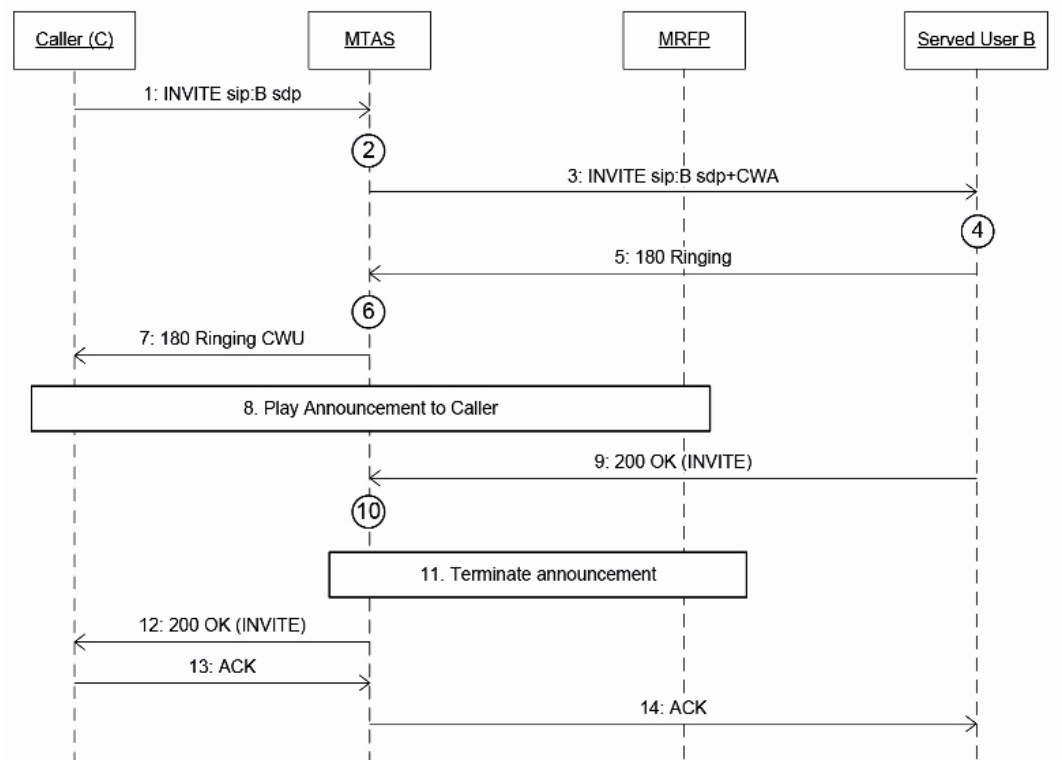 Caller (C)
MTAS
MRFP
Served User B
1: INVITE sip:B sdp
2
3: INVITE sip:B sdp+CWA
4
5: 180 Ringing
6
7: 180 Ringing CWU
8. Play Announcement to Caller
9: 200 OK (INVITE)
10
11. Terminate announcement
12: 200 OK (INVITE)
13: ACK
14: ACK